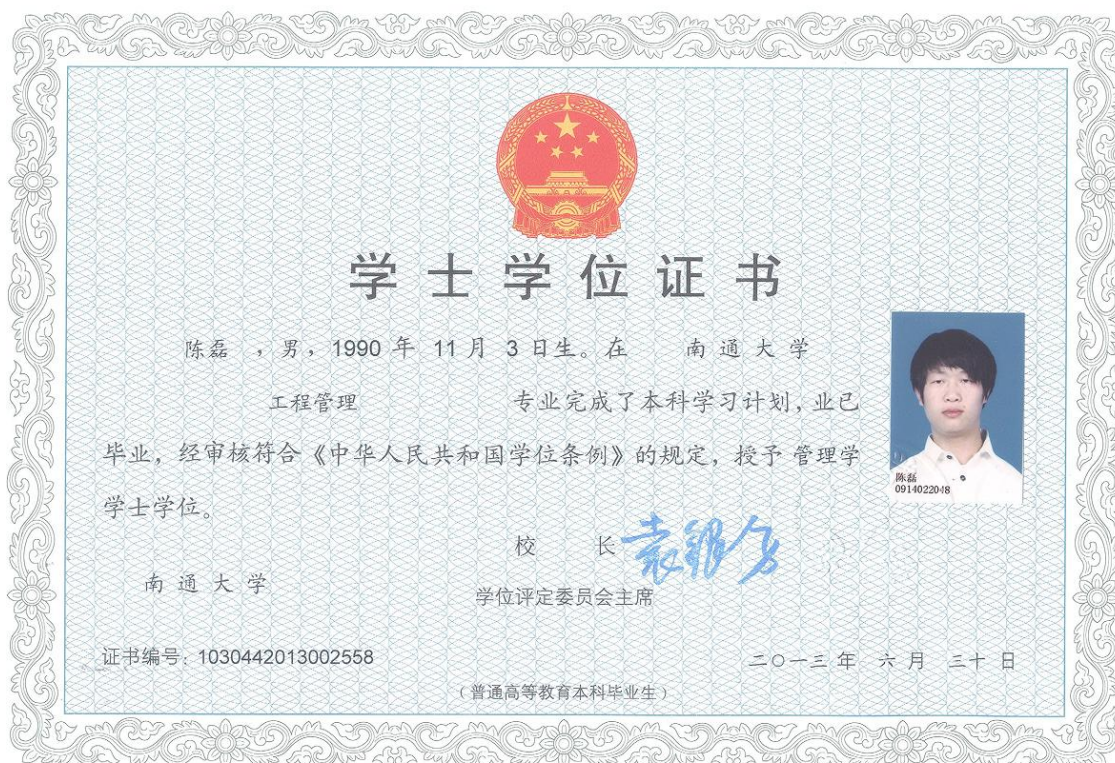 学士学位证书
陈磊 ，男，1990 年 11 月 3 日生。在 南通大学
工程管理 专业完成了本科学习计划，业已
毕业，经审核符合《中华人民共和国学位条例》的规定，授予 管理学
学士学位。
陈磊
0914022048
校 长
南通大学
学位评定委员会主席
证书编号：1030442013002558
二〇一三年 六月 三十日
（普通高等教育本科毕业生）